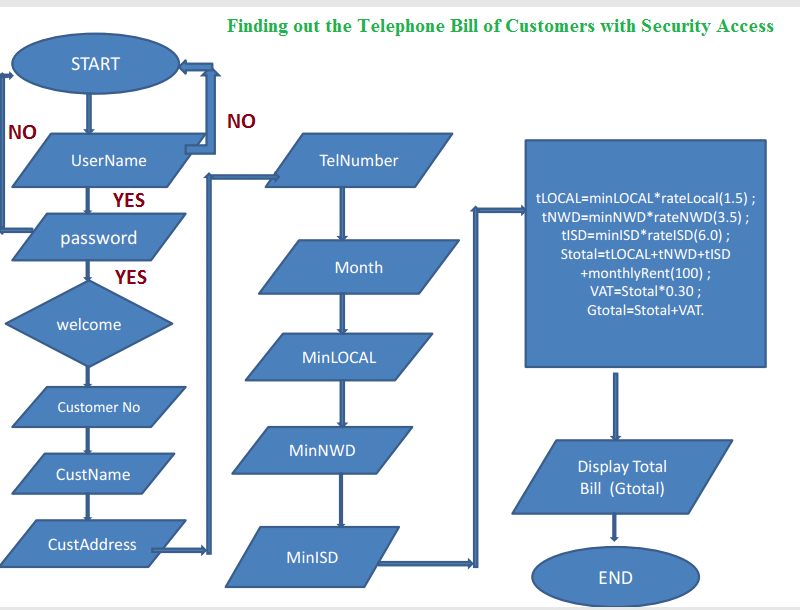 Finding out the Telephone Bill of Customers with Security Access
START
NO
NO
UserName
YES
password
YES
welcome
Customer No
CustName
CustAddress
TelNumber
Month
MinLOCAL
MinNWD
MinISD
tLOCAL=minLOCAL*rateLocal(1.5) ;
tNWD=minNWD*rateNWD(3.5) ;
tISD=minISD*rateISD(6.0) ;
Stotal=tLOCAL+tNWD+tISD
+monthlyRent(100) ;
VAT=Stotal*0.30 ;
Gtotal=Stotal+VAT.
Display Total
Bill (Gtotal)
END